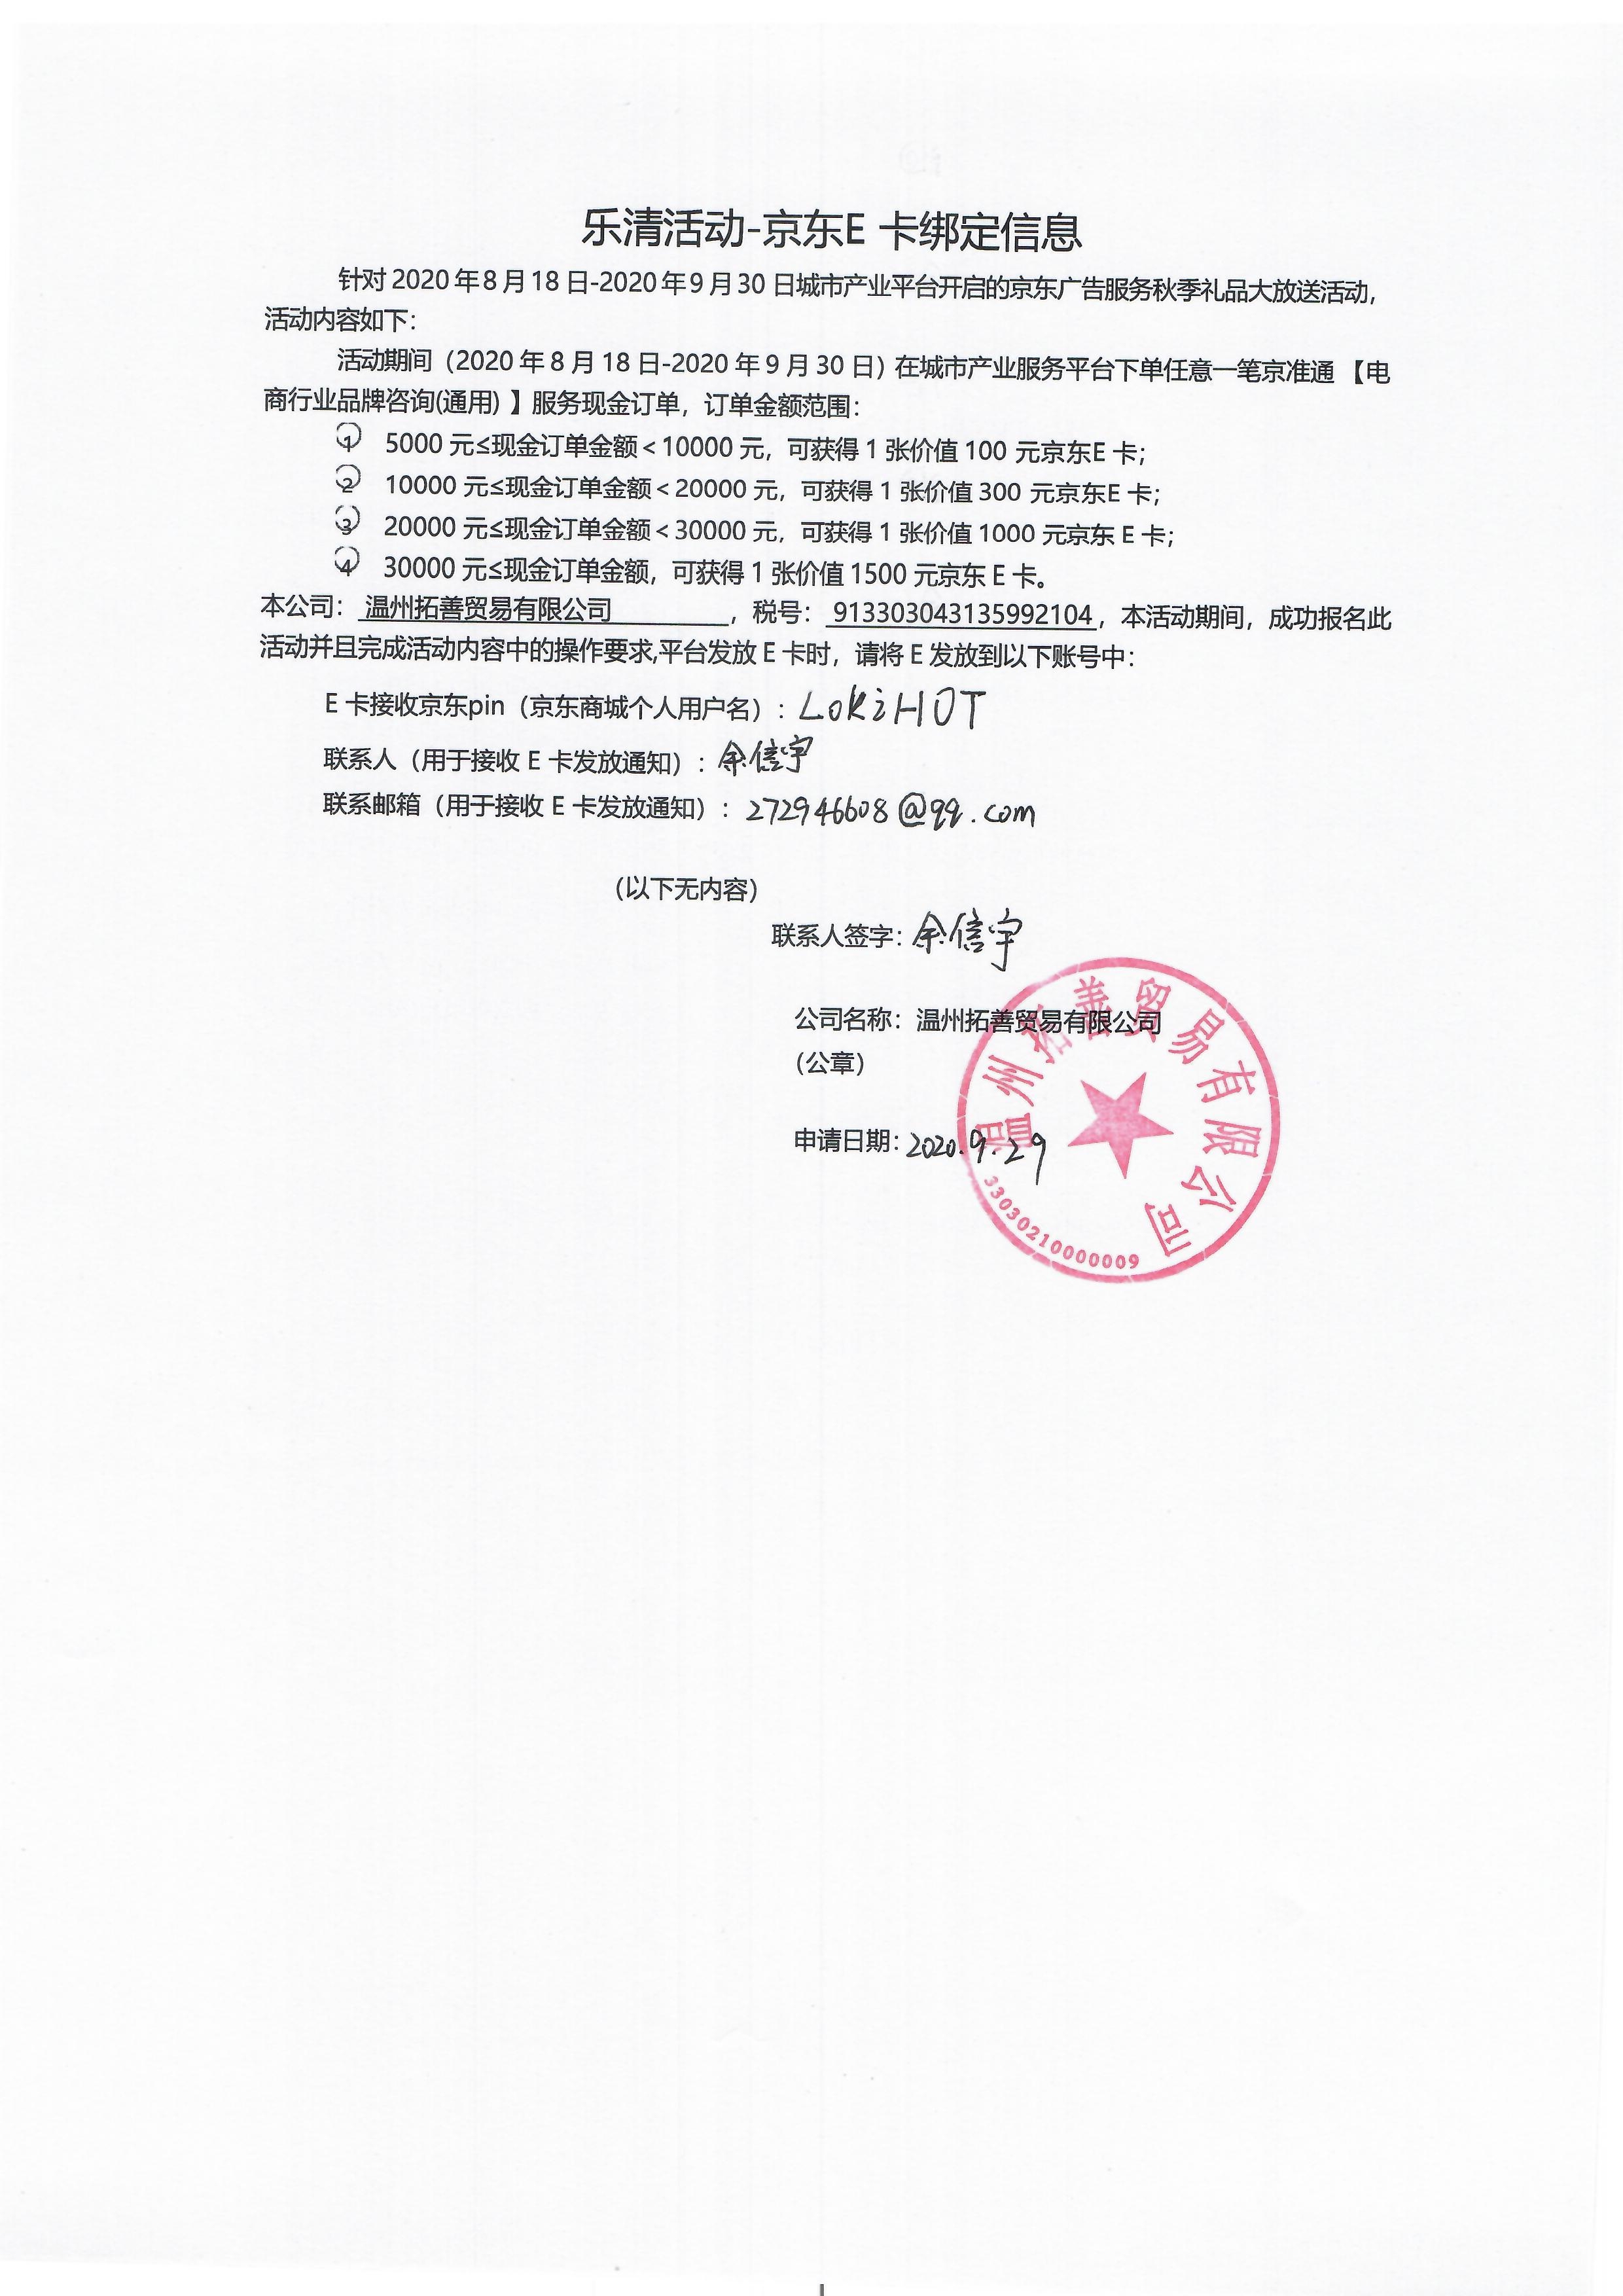 乐清活动-京东E 卡绑定信息
针对 2020 年 8 月 18 日-2020 年 9 月 30 日城市产业平台开启的京东广告服务秋季礼品大放送活动，
活动内容如下：
活动期间（2020 年 8 月 18 日-2020 年 9 月 30 日）在城市产业服务平台下单任意一笔京准通 【电
商行业品牌咨询(通用) 】服务现金订单，订单金额范围：
① 5000 元≤现金订单金额＜10000 元，可获得 1 张价值 100 元京东E 卡；
② 10000 元≤现金订单金额＜20000 元，可获得 1 张价值 300 元京东E 卡；
③ 20000 元≤现金订单金额＜30000 元，可获得 1 张价值 1000 元京东 E 卡；
④ 30000 元≤现金订单金额，可获得 1 张价值 1500 元京东 E 卡。
本公司： 温州拓善贸易有限公司 ，税号： 913303043135992104，本活动期间，成功报名此
活动并且完成活动内容中的操作要求,平台发放 E 卡时，请将 E 发放到以下账号中：
E 卡接收京东pin（京东商城个人用户名）：LokiHOT
联系人（用于接收 E 卡发放通知）：余信宇
联系邮箱（用于接收 E 卡发放通知）：272946608@qq.com
（以下无内容）
联系人签字：余信宇
公司名称：温州拓善贸易有限公司
（公章）
申请日期：2020.9.29
温州拓善贸易有限公司
33030210000009